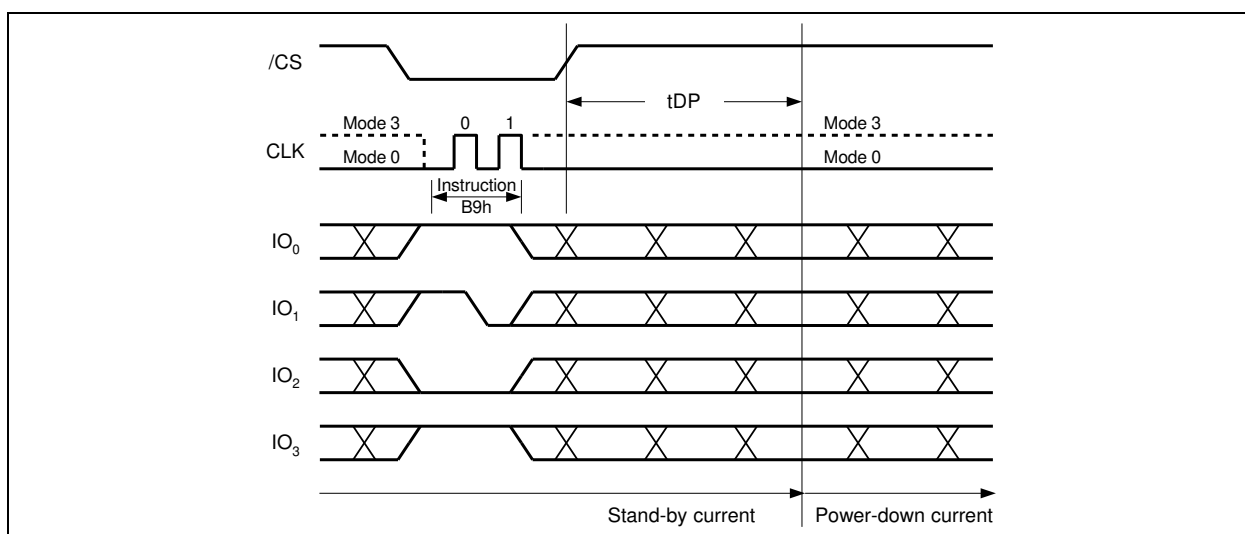 /CS
tDP
Mode 3 0 1 Mode 3
CLK
Mode 0 Mode 0
Instruction
B9h
IO0
IO1
IO2
IO3
Stand-by current Power-down current